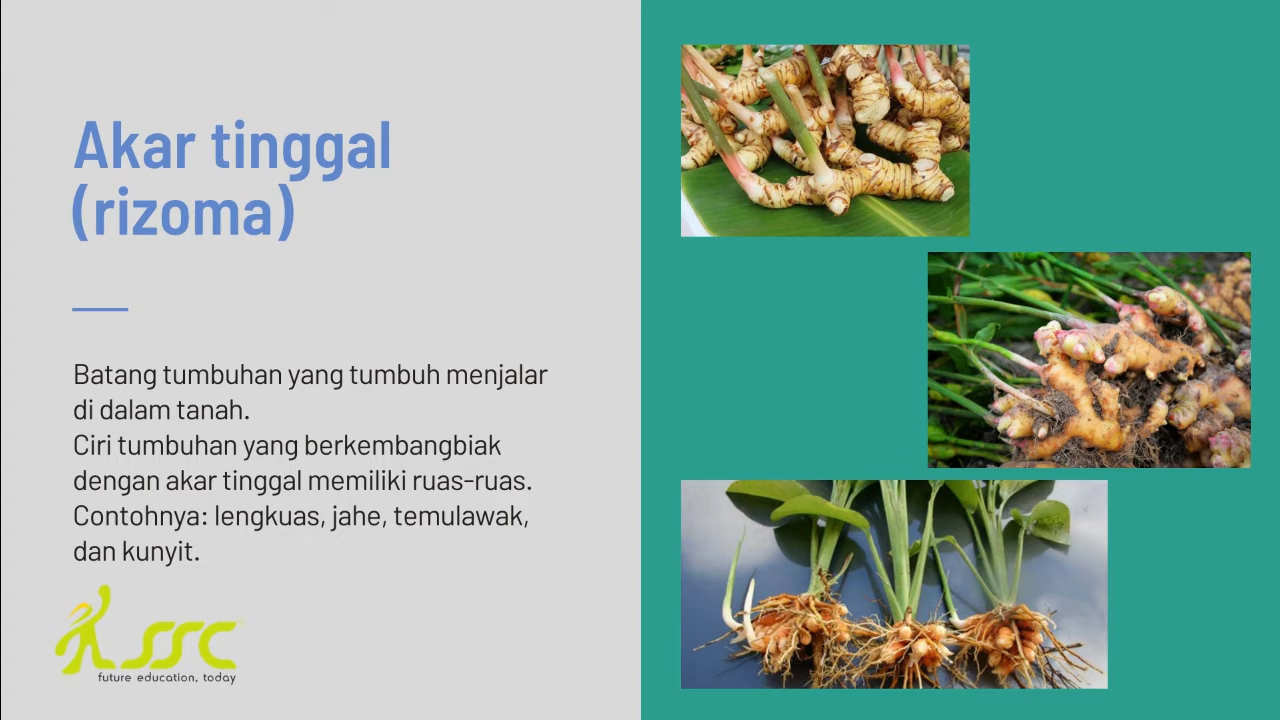 Akar tinggal
(rizoma)
Batang tumbuhan yang tumbuh menjalar
di dalam tanah.
Ciri tumbuhan yang berkembangbiak
dengan akar tinggal memiliki ruas-ruas.
Contohnya: lengkuas, jahe, temulawak,
dan kunyit.
SSC
future education, today